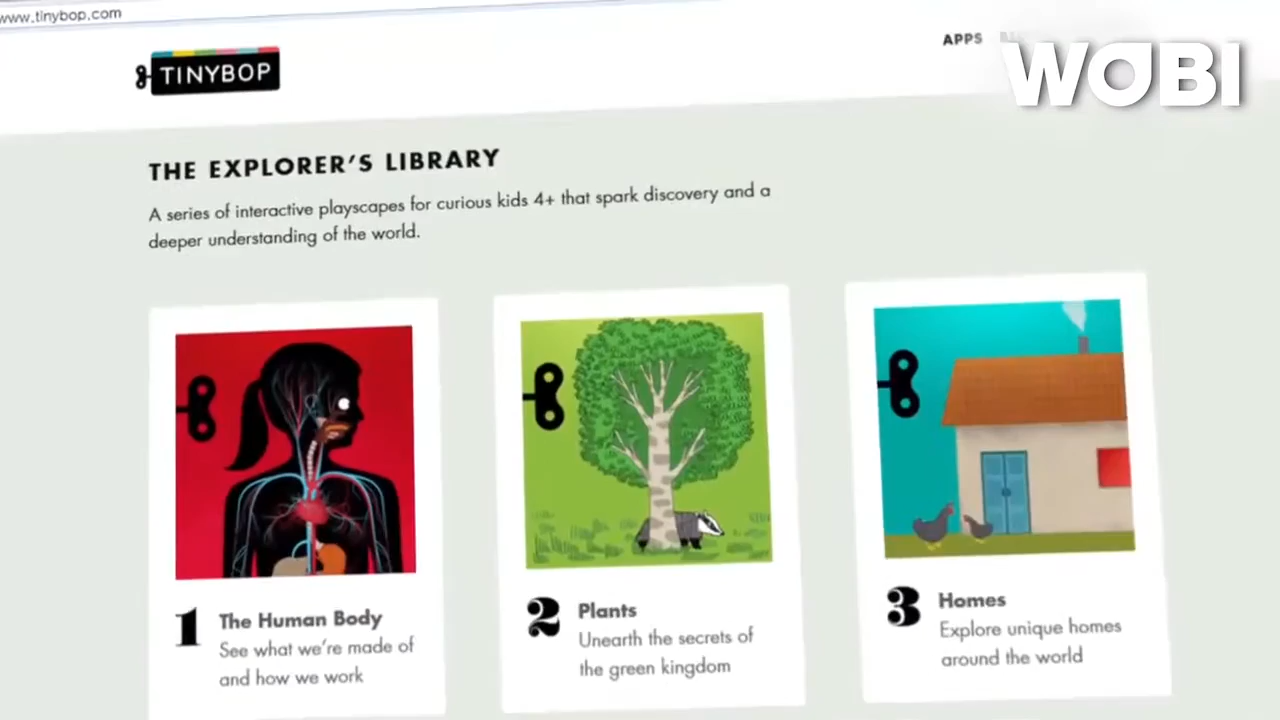 www.tinybop.com
TINYBOP
APPS
WOBI
THE EXPLORER'S LIBRARY
A series of interactive playscapes for curious kids 4+ that spark discovery and a
deeper understanding of the world.
1 The Human Body
See what we're made of
and how we work
2 Plants
Unearth the secrets of
the green kingdom
3 Homes
Explore unique homes
around the world